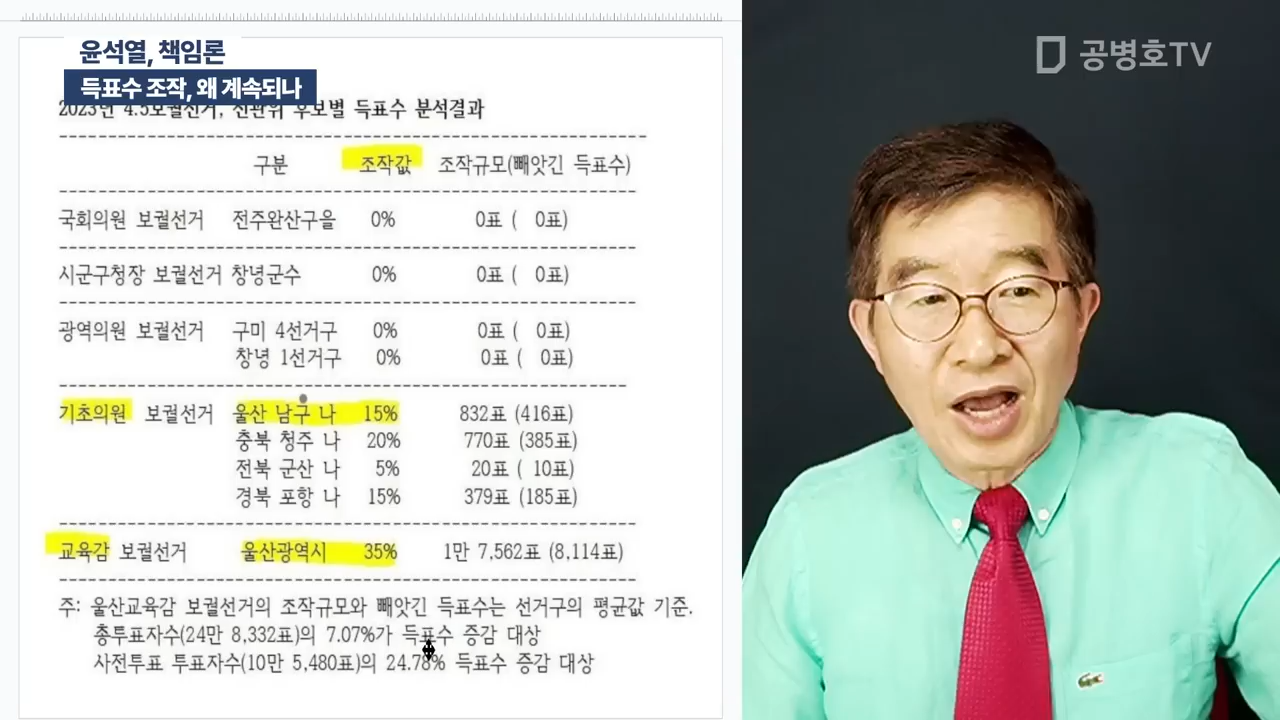 윤석열, 책임론
득표수 조작, 왜 계속되나
공병호TV
2023년 4.5보궐선거, 선관위 후보별 득표수 분석결과
구분 조작값 조작규모(빼앗긴 득표수)
국회의원 보궐선거 전주완산구을 0% 0표 ( 0표)
시군구청장 보궐선거 창녕군수 0% 0표 ( 0표)
광역의원 보궐선거 구미 4선거구 0% 0표 ( 0표)
창녕 1선거구 0% 0표 ( 0표)
기초의원 보궐선거 울산 남구 나 15% 832표 (416표)
충북 청주 나 20% 770표 (385표)
전북 군산 나 5% 20표 ( 10표)
경북 포항 나 15% 379표 (185표)
교육감 보궐선거 울산광역시 35% 1만 7,562표 (8,114표)
주: 울산교육감 보궐선거의 조작규모와 빼앗긴 득표수는 선거구의 평균값 기준.
총투표자수(24만 8,332표)의 7.07%가 득표수 증감 대상
사전투표 투표자수(10만 5,480표)의 24.78% 득표수 증감 대상